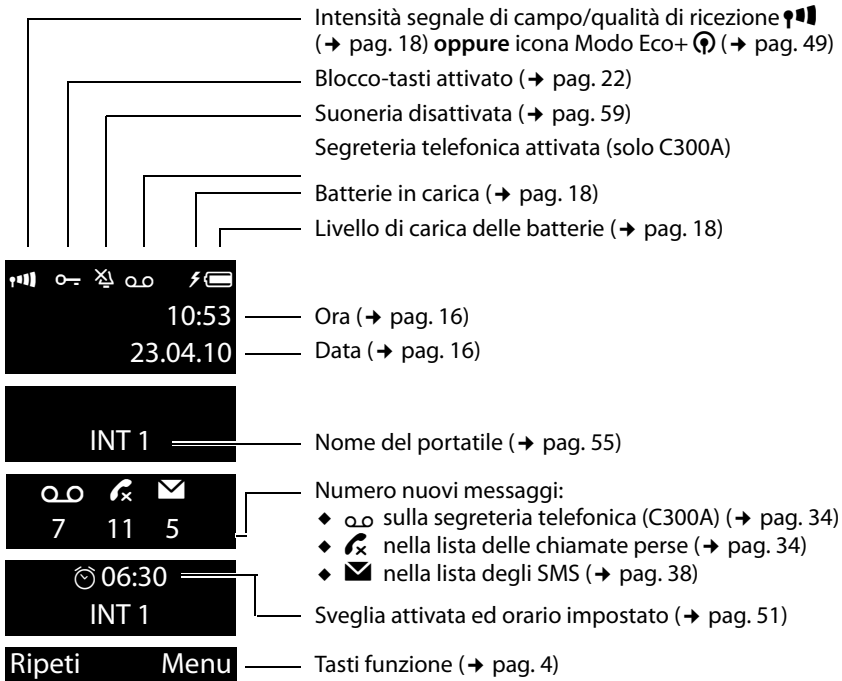 Intensità segnale di campo/qualità di ricezione
(➔ pag. 18) oppure icona Modo Eco+ (➔ pag. 49)
Blocco-tasti attivato (➔ pag. 22)
Suoneria disattivata (➔ pag. 59)
Segreteria telefonica attivata (solo C300A)
Batterie in carica (➔ pag. 18)
Livello di carica delle batterie (➔ pag. 18)
10:53
Ora (➔ pag. 16)
23.04.10
Data (➔ pag. 16)
INT 1
Nome del portatile (➔ pag. 55)
7 11 5
Numero nuovi messaggi:
◆ sulla segreteria telefonica (C300A) (➔ pag. 34)
◆ nella lista delle chiamate perse (➔ pag. 34)
◆ nella lista degli SMS (➔ pag. 38)
06:30
INT 1
Sveglia attivata ed orario impostato (➔ pag. 51)
Ripeti Menu
Tasti funzione (➔ pag. 4)